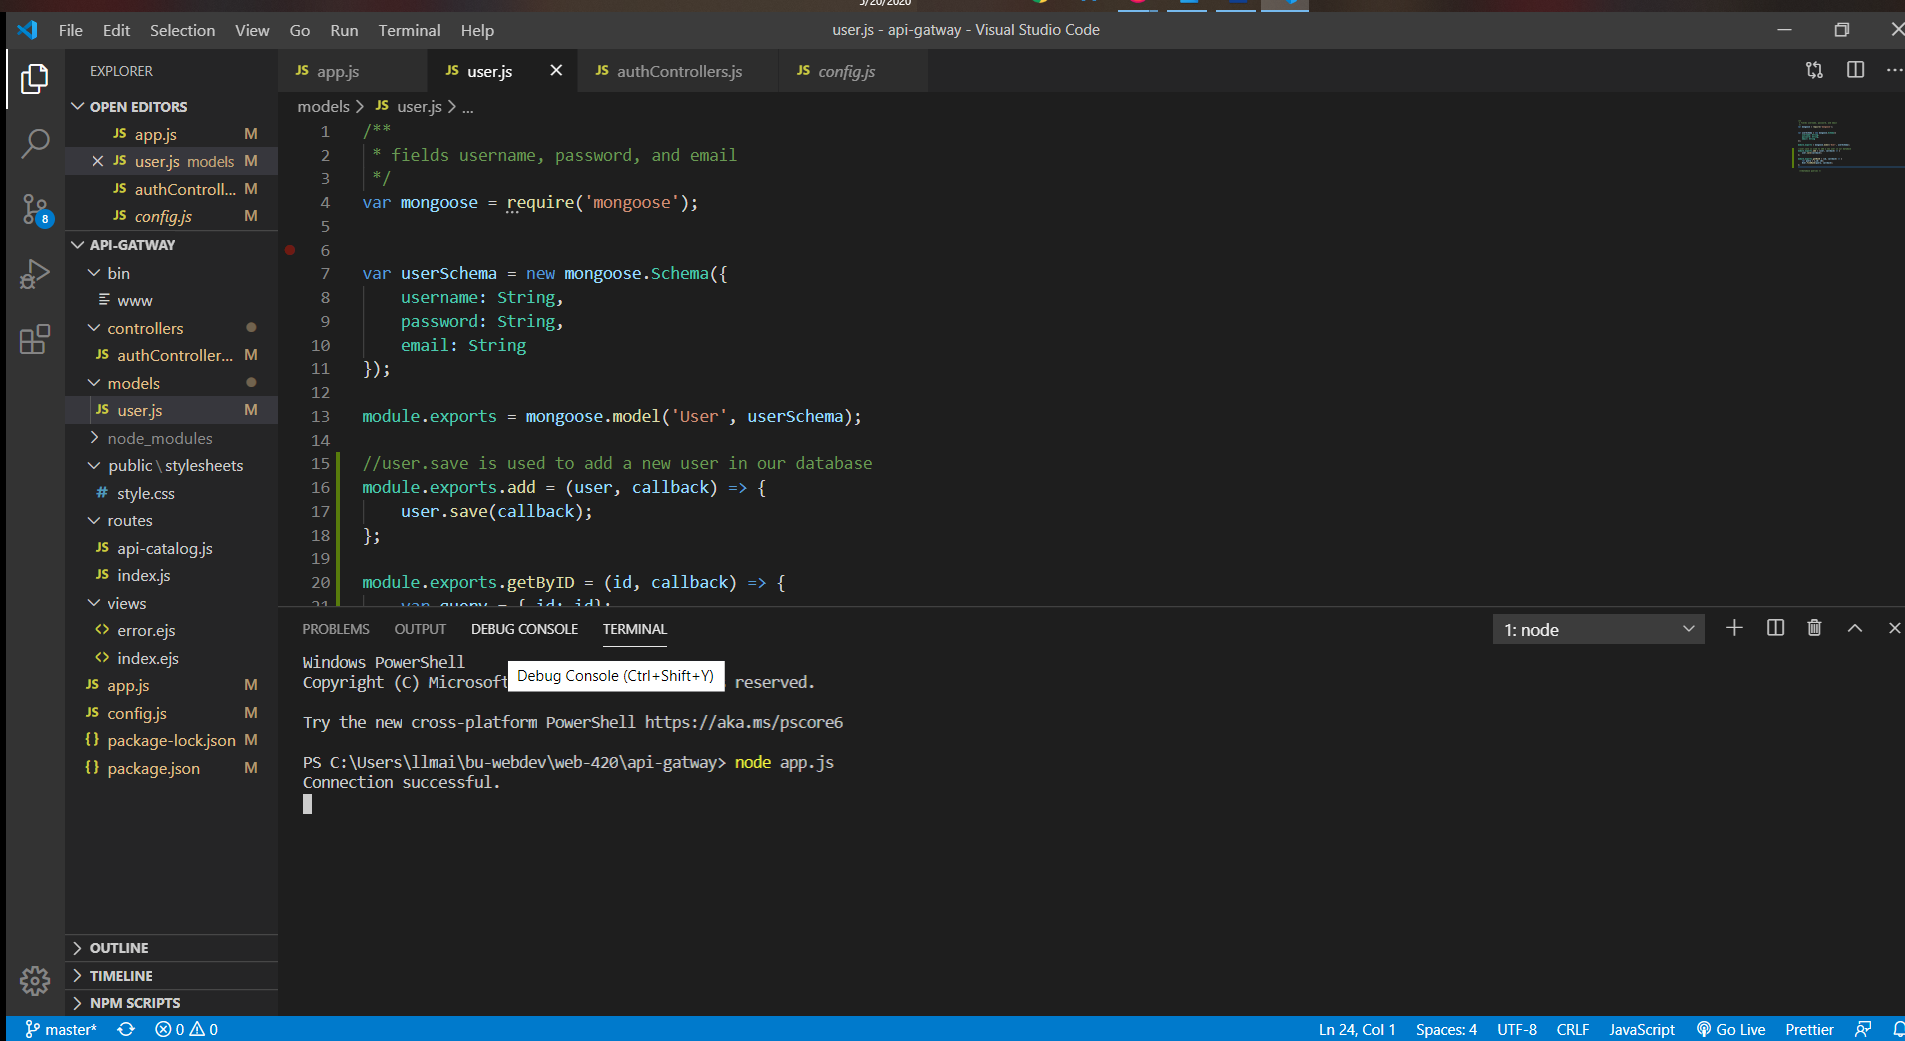 5/20/2020
File Edit Selection View Go Run Terminal Help
user.js - api-gatway - Visual Studio Code
EXPLORER
OPEN EDITORS
JS app.js M
JS user.js models M
JS authControll... M
JS config.js M
API-GATWAY
bin
www
controllers
JS authController... M
models
JS user.js M
node_modules
public\stylesheets
# style.css
routes
JS api-catalog.js
JS index.js
views
<> error.ejs
<> index.ejs
JS app.js M
JS config.js M
{} package-lock.json M
{} package.json M
OUTLINE
TIMELINE
NPM SCRIPTS
8
JS app.js JS user.js JS authControllers.js JS config.js
models > JS user.js > ...
1 /**
2 * fields username, password, and email
3 */
4 var mongoose = require('mongoose');
5
6
7 var userSchema = new mongoose.Schema({
8 username: String,
9 password: String,
10 email: String
11 });
12
13 module.exports = mongoose.model('User', userSchema);
14
15 //user.save is used to add a new user in our database
16 module.exports.add = (user, callback) => {
17 user.save(callback);
18 };
19
20 module.exports.getByID = (id, callback) => {
21 var query = {_id: id};
PROBLEMS OUTPUT DEBUG CONSOLE TERMINAL
1: node
Windows PowerShell
Copyright (C) Microsoft reserved.
Debug Console (Ctrl+Shift+Y)
Try the new cross-platform PowerShell https://aka.ms/pscore6
PS C:\Users\llmai\bu-webdev\web-420\api-gatway> node app.js
Connection successful.
master* 0 0
Ln 24, Col 1 Spaces: 4 UTF-8 CRLF JavaScript Go Live Prettier